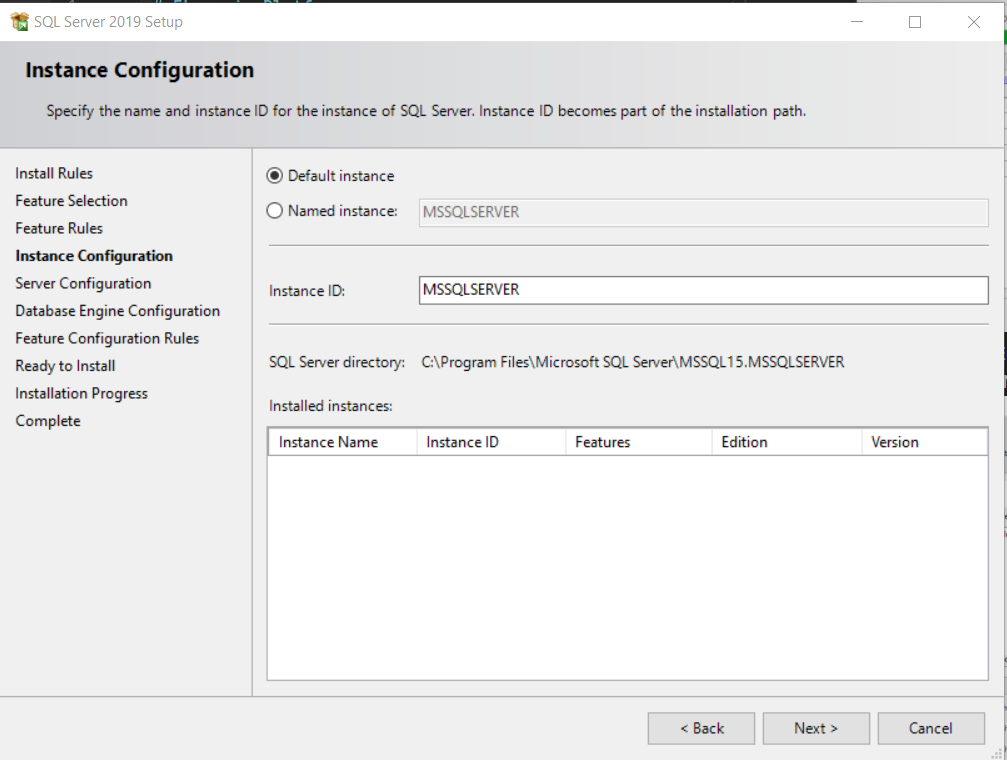 SQL Server 2019 Setup
Instance Configuration
Specify the name and instance ID for the instance of SQL Server. Instance ID becomes part of the installation path.
Install Rules
Feature Selection
Feature Rules
Instance Configuration
Server Configuration
Database Engine Configuration
Feature Configuration Rules
Ready to Install
Installation Progress
Complete
Default instance
Named instance: MSSQLSERVER
Instance ID: MSSQLSERVER
SQL Server directory: C:\Program Files\Microsoft SQL Server\MSSQL15.MSSQLSERVER
Installed instances:
Instance Name Instance ID Features Edition Version
< Back Next > Cancel